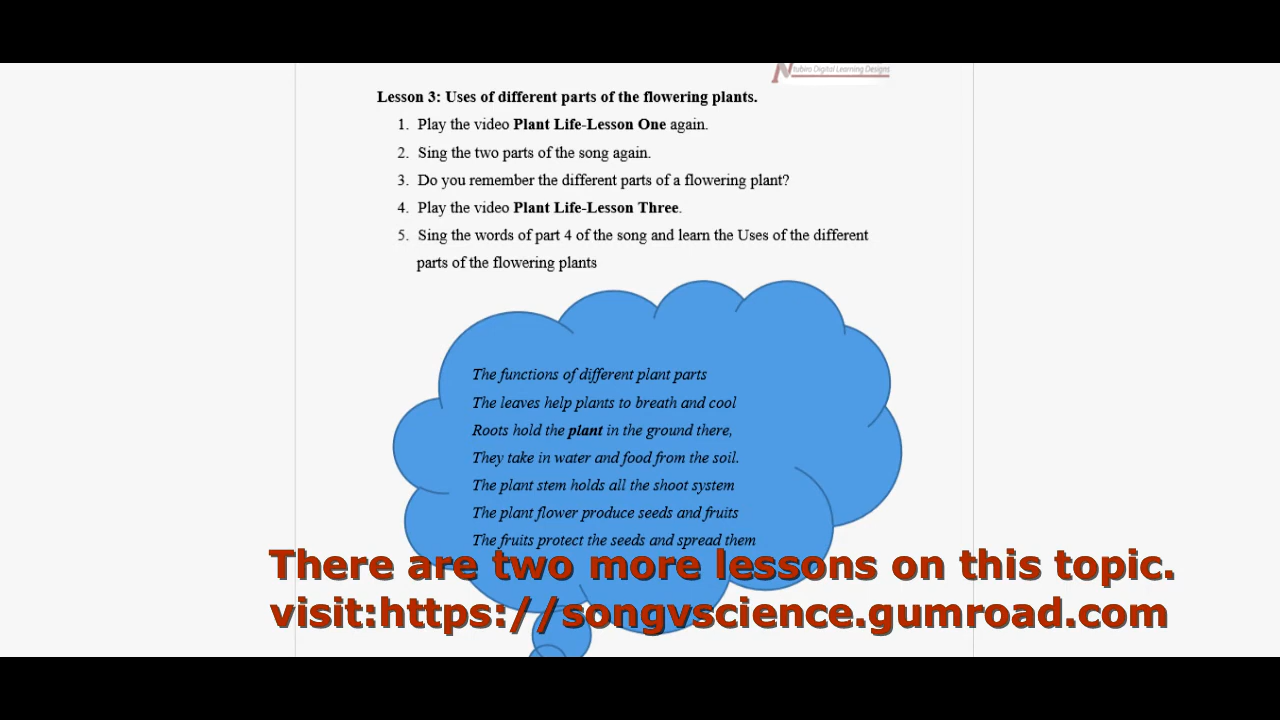 Ntubiro Digital Learning Designs
Lesson 3: Uses of different parts of the flowering plants.
1. Play the video Plant Life-Lesson One again.
2. Sing the two parts of the song again.
3. Do you remember the different parts of a flowering plant?
4. Play the video Plant Life-Lesson Three.
5. Sing the words of part 4 of the song and learn the Uses of the different
parts of the flowering plants
The functions of different plant parts
The leaves help plants to breath and cool
Roots hold the plant in the ground there,
They take in water and food from the soil.
The plant stem holds all the shoot system
The plant flower produce seeds and fruits
The fruits protect the seeds and spread them
There are two more lessons on this topic.
visit:https://songvscience.gumroad.com